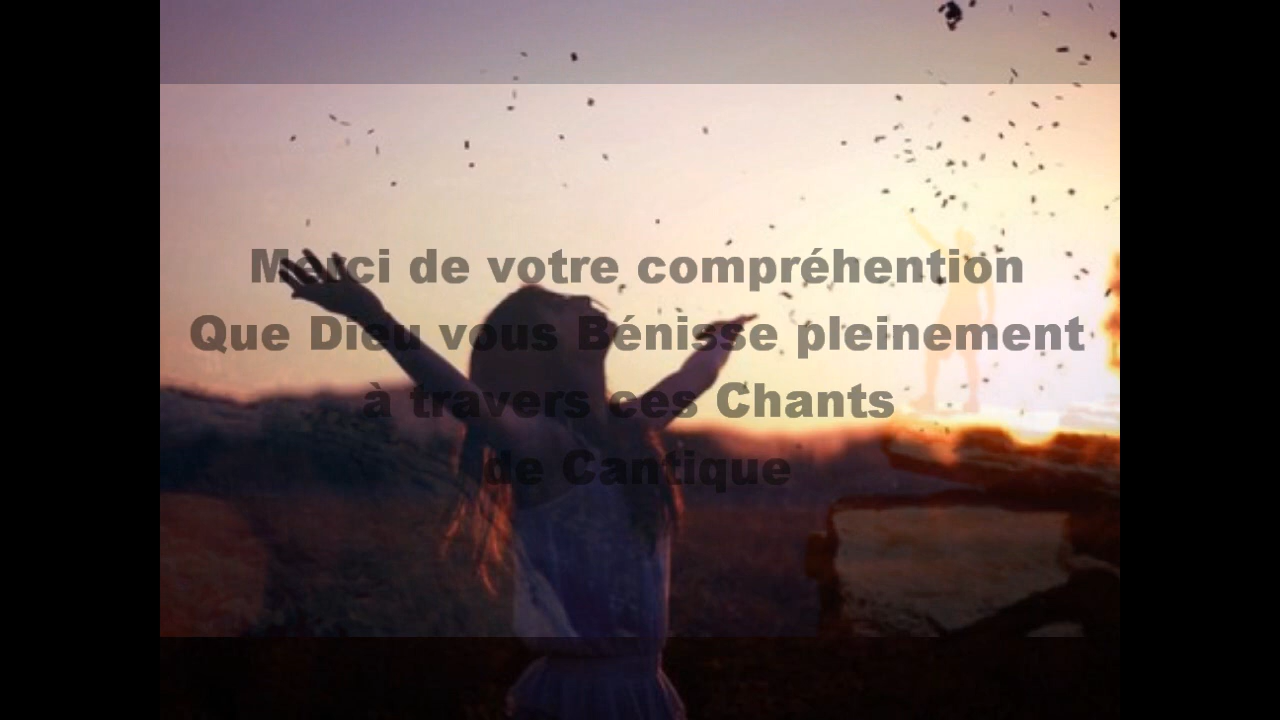 Merci de votre compréhention
Que Dieu vous Bénisse pleinement
à travers ces Chants
de Cantique